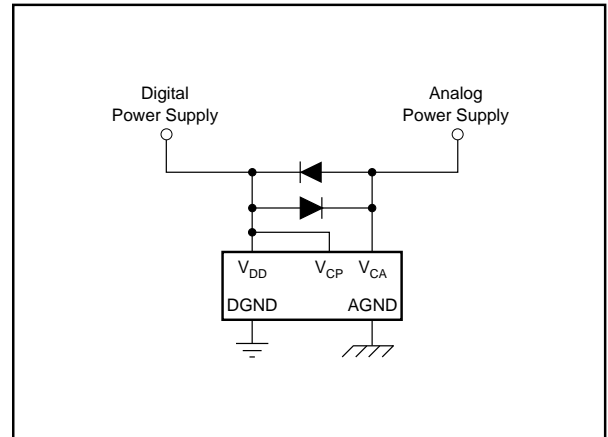 Digital
Power Supply
Analog
Power Supply
VDD VCP VCA
DGND AGND